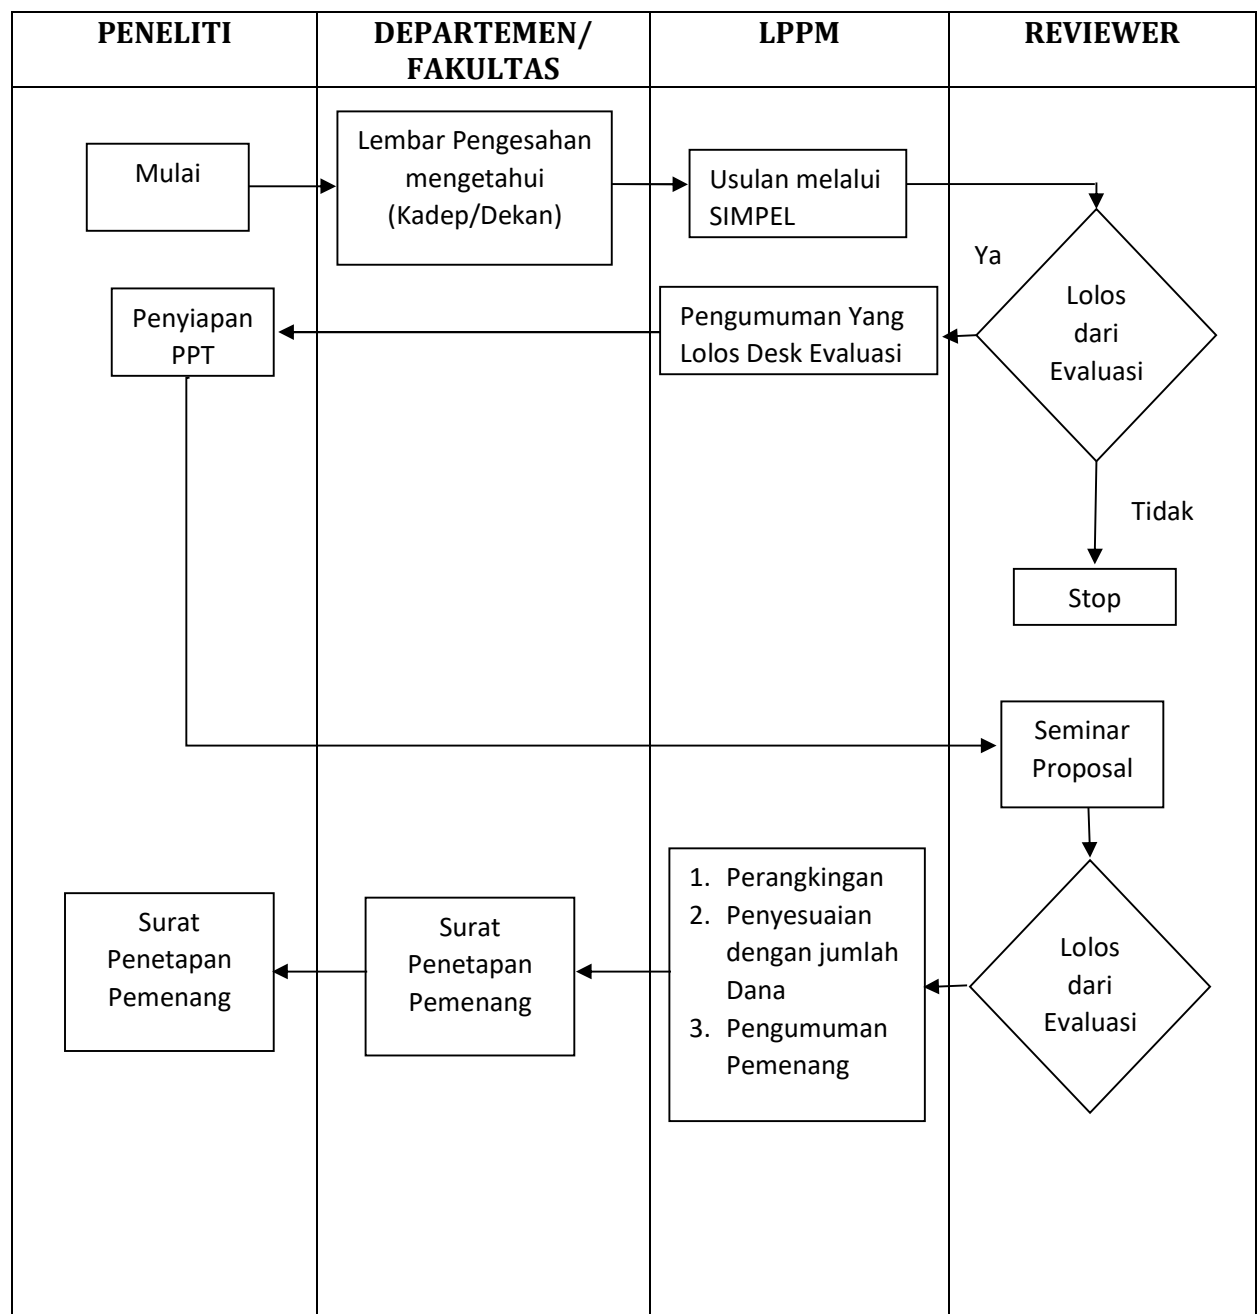 PENELITI
DEPARTEMEN/
FAKULTAS
LPPM
REVIEWER
Mulai
Lembar Pengesahan
mengetahui
(Kadep/Dekan)
Usulan melalui
SIMPEL
Ya
Lolos
dari
Evaluasi
Penyiapan
PPT
Pengumuman Yang
Lolos Desk Evaluasi
Tidak
Stop
Seminar
Proposal
Surat
Penetapan
Pemenang
Surat
Penetapan
Pemenang
1. Perangkingan
2. Penyesuaian
dengan jumlah
Dana
3. Pengumuman
Pemenang
Lolos
dari
Evaluasi